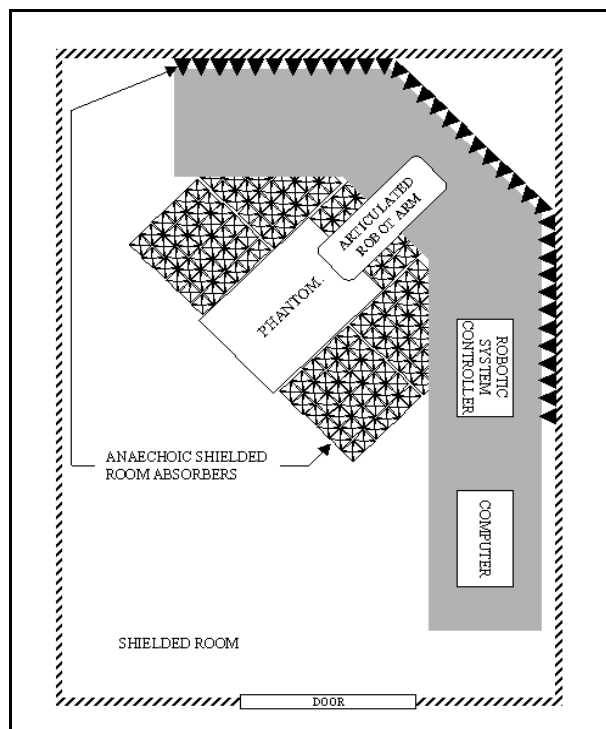 ARTICULATED
ROBOT ARM
PHANTOM.
ROBOTIC
SYSTEM
CONTROLLER
ANAECHOIC SHIELDED
ROOM ABSORBERS
COMPUTER
SHIELDED ROOM
DOOR